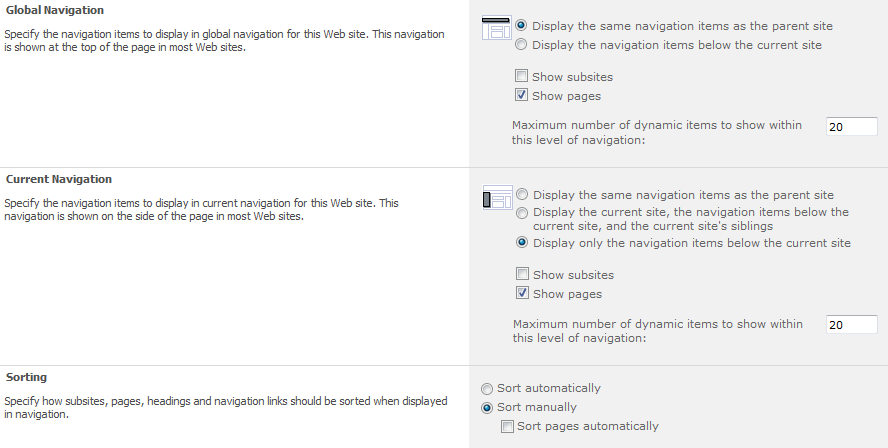 Global Navigation
Specify the navigation items to display in global navigation for this Web site. This navigation
is shown at the top of the page in most Web sites.
Display the same navigation items as the parent site
Display the navigation items below the current site
Show subsites
Show pages
Maximum number of dynamic items to show within
this level of navigation:
20
Current Navigation
Specify the navigation items to display in current navigation for this Web site. This
navigation is shown on the side of the page in most Web sites.
Display the same navigation items as the parent site
Display the current site, the navigation items below the
current site, and the current site's siblings
Display only the navigation items below the current site
Show subsites
Show pages
Maximum number of dynamic items to show within
this level of navigation:
20
Sorting
Specify how subsites, pages, headings and navigation links should be sorted when displayed
in navigation.
Sort automatically
Sort manually
Sort pages automatically